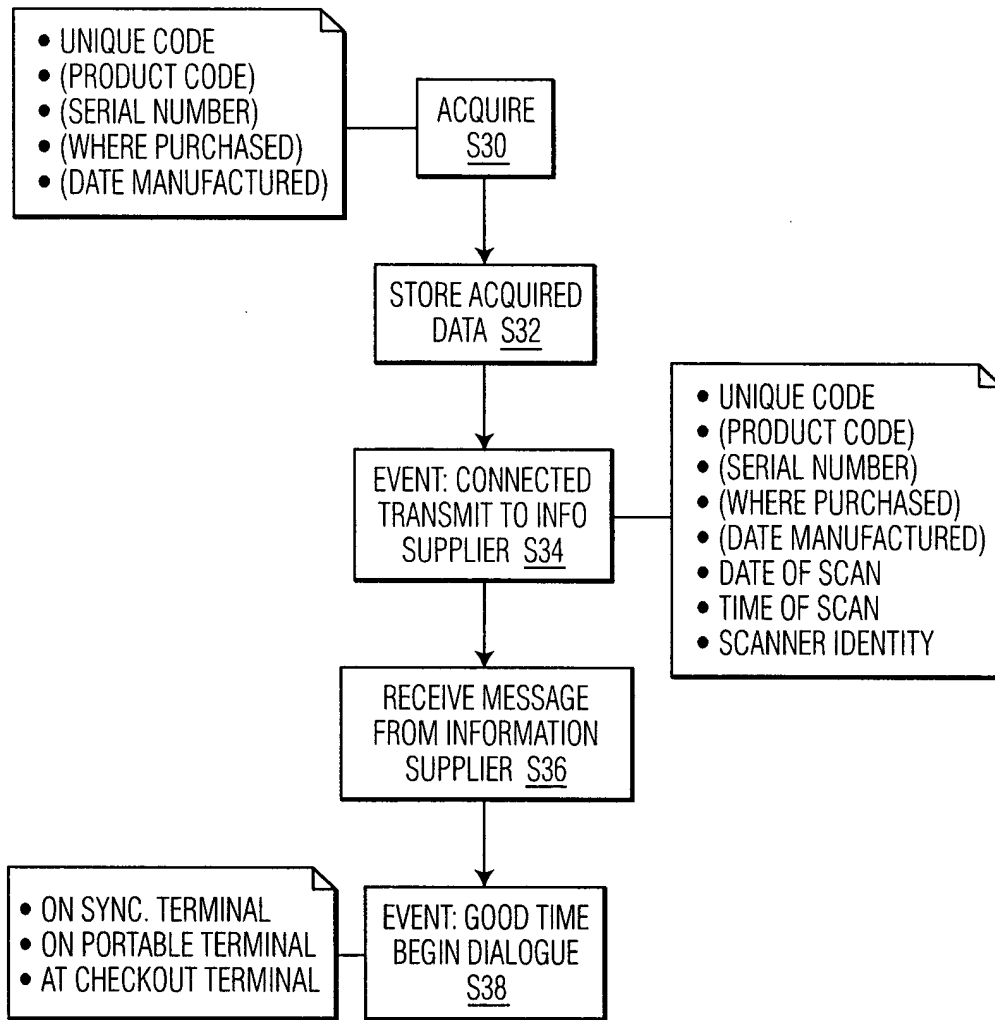 • UNIQUE CODE
• (PRODUCT CODE)
• (SERIAL NUMBER)
• (WHERE PURCHASED)
• (DATE MANUFACTURED)
ACQUIRE
S30
STORE ACQUIRED
DATA S32
EVENT: CONNECTED
TRANSMIT TO INFO
SUPPLIER S34
• UNIQUE CODE
• (PRODUCT CODE)
• (SERIAL NUMBER)
• (WHERE PURCHASED)
• (DATE MANUFACTURED)
• DATE OF SCAN
• TIME OF SCAN
• SCANNER IDENTITY
RECEIVE MESSAGE
FROM INFORMATION
SUPPLIER S36
• ON SYNC. TERMINAL
• ON PORTABLE TERMINAL
• AT CHECKOUT TERMINAL
EVENT: GOOD TIME
BEGIN DIALOGUE
S38